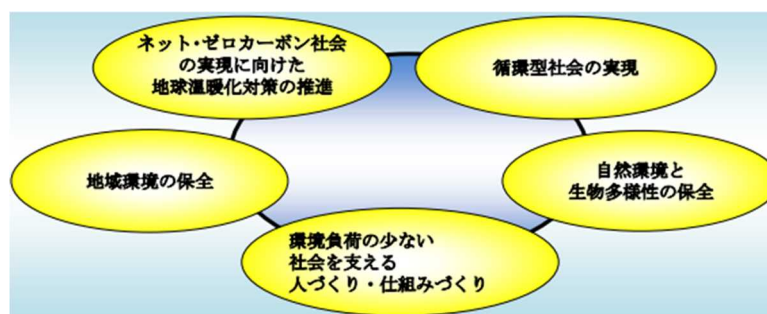 ネット・ゼロカーボン社会
の実現に向けた
地球温暖化対策の推進
循環型社会の実現
地域環境の保全
自然環境と
生物多様性の保全
環境負荷の少ない
社会を支える
人づくり・仕組みづくり